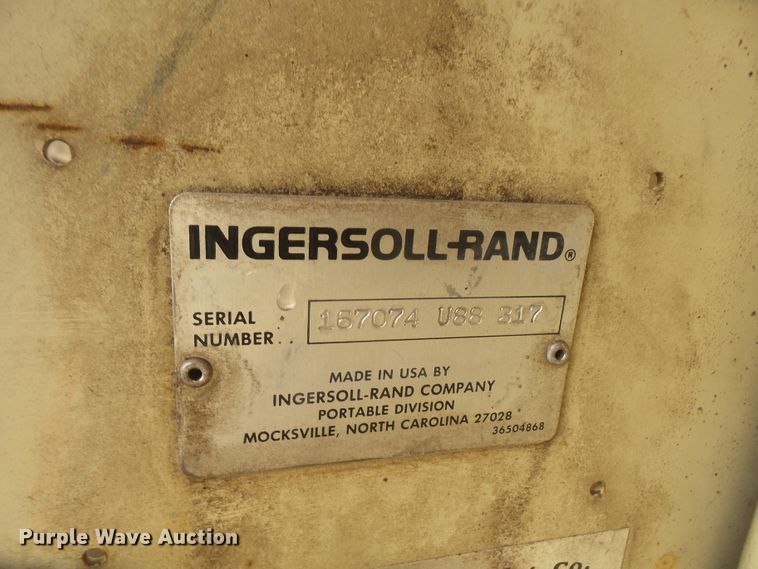 INGERSOLL-RAND®
SERIAL
NUMBER.. 157074 U88 317
MADE IN USA BY
INGERSOLL-RAND COMPANY
PORTABLE DIVISION
MOCKSVILLE, NORTH CAROLINA 27028
36504868
Purple Wave Auction